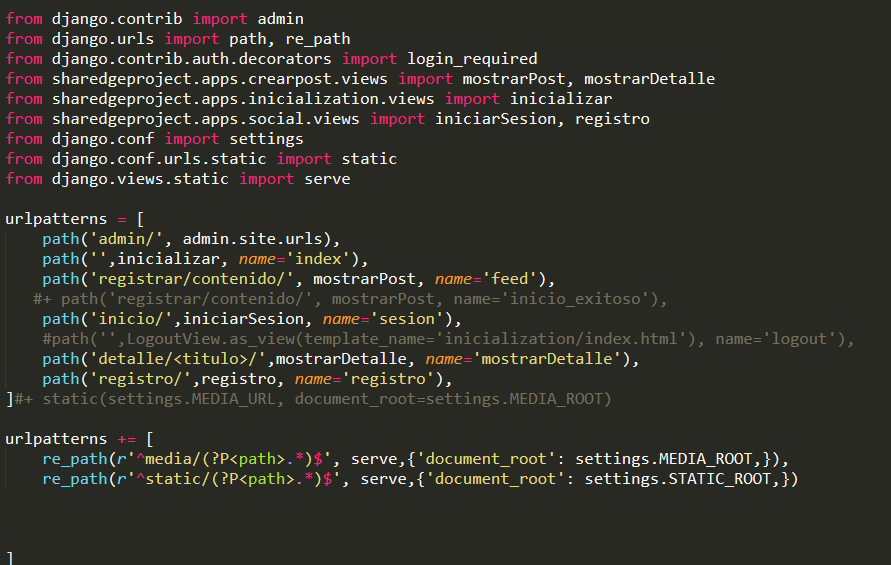 from django.contrib import admin
from django.urls import path, re_path
from django.contrib.auth.decorators import login_required
from sharedgeproject.apps.crearpost.views import mostrarPost, mostrarDetalle
from sharedgeproject.apps.inicialization.views import inicializar
from sharedgeproject.apps.social.views import iniciarSesion, registro
from django.conf import settings
from django.conf.urls.static import static
from django.views.static import serve

urlpatterns = [
    path('admin/', admin.site.urls),
    path('',inicializar, name='index'),
    path('registrar/contenido/', mostrarPost, name='feed'),
   #+ path('registrar/contenido/', mostrarPost, name='inicio_exitoso'),
    path('inicio/',iniciarSesion, name='sesion'),
    #path('',LogoutView.as_view(template_name='inicialization/index.html'), name='logout'),
    path('detalle/<titulo>/',mostrarDetalle, name='mostrarDetalle'),
    path('registro/',registro, name='registro'),
]#+ static(settings.MEDIA_URL, document_root=settings.MEDIA_ROOT)

urlpatterns += [
    re_path(r'^media/(?P<path>.*)$', serve,{'document_root': settings.MEDIA_ROOT,}),
    re_path(r'^static/(?P<path>.*)$', serve,{'document_root': settings.STATIC_ROOT,})

]